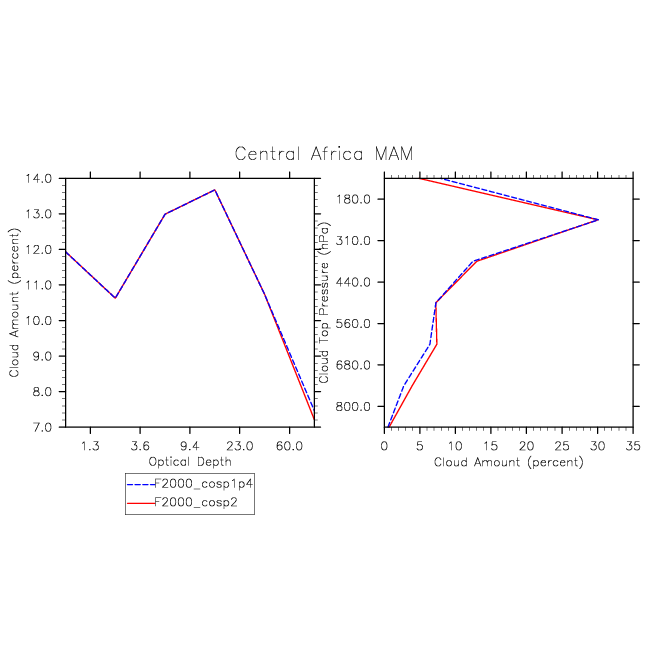 Central Africa MAM
Cloud Amount (percent)
14.0
13.0
12.0
11.0
10.0
9.0
8.0
7.0
1.3 3.6 9.4 23.0 60.0
Optical Depth
Cloud Top Pressure (hPa)
180.0
310.0
440.0
560.0
680.0
800.0
0 5 10 15 20 25 30 35
Cloud Amount (percent)
F2000_cosp1p4
F2000_cosp2